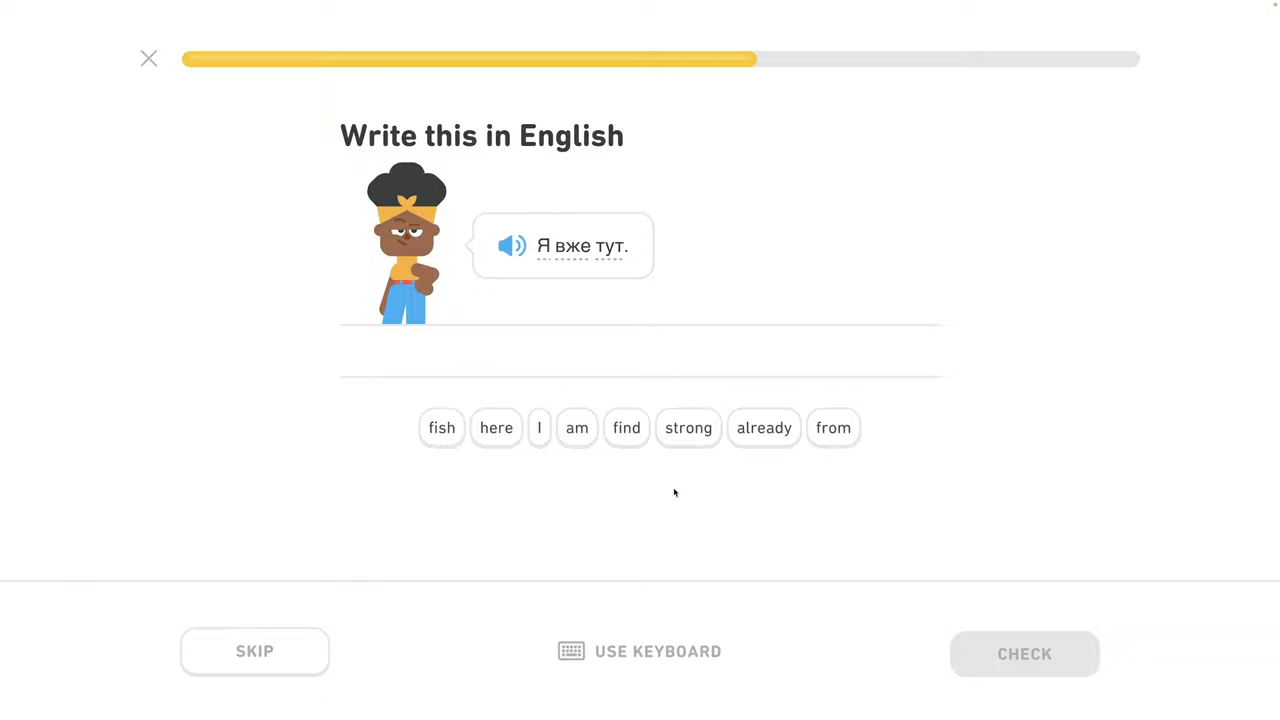 Write this in English
Я вже тут.
fish here I am find strong already from
SKIP USE KEYBOARD CHECK